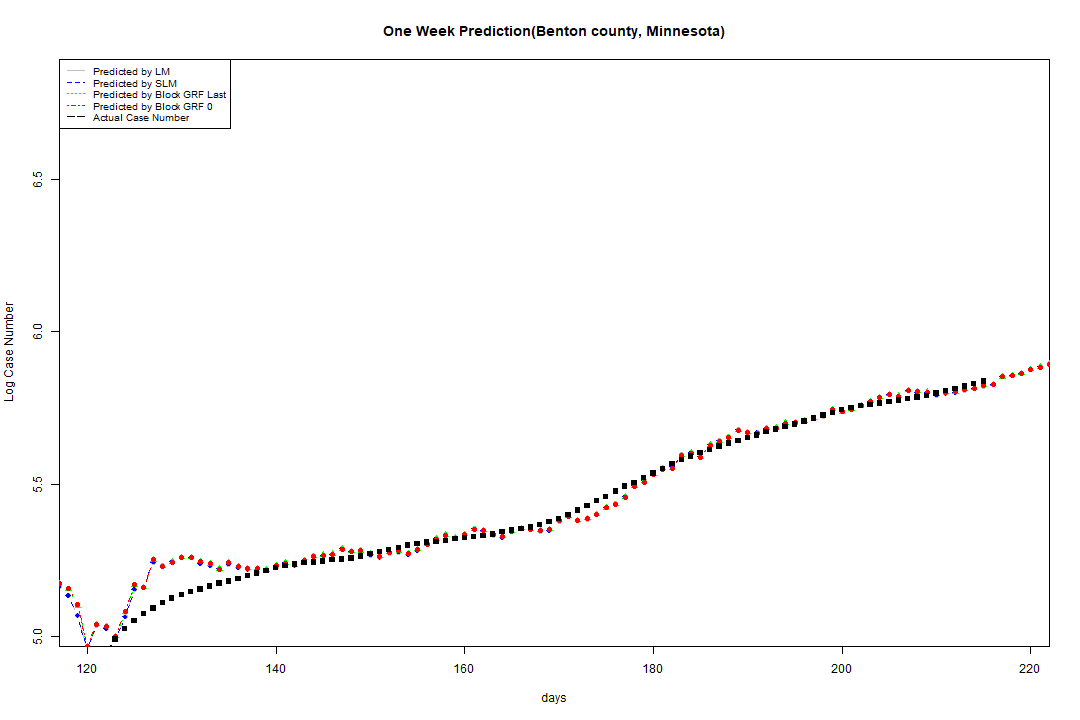 One Week Prediction(Benton county, Minnesota)
Predicted by LM
Predicted by SLM
Predicted by Block GRF Last
Predicted by Block GRF 0
Actual Case Number
6.5
6.0
5.5
5.0
Log Case Number
120 140 160 180 200 220
days